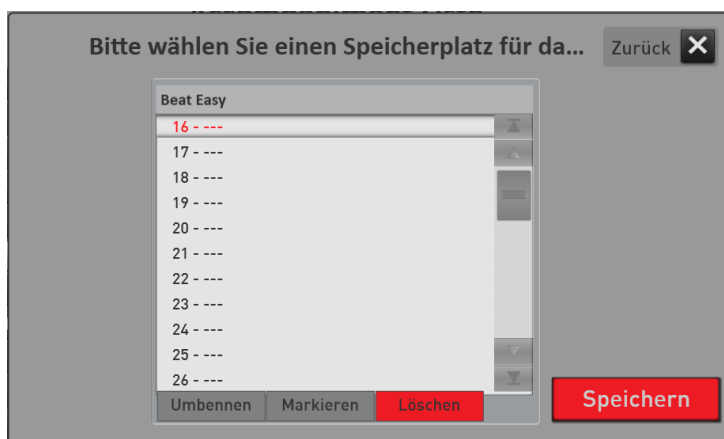 Bitte wählen Sie einen Speicherplatz für da...
Zurück
Beat Easy
16 - ---
17 - ---
18 - ---
19 - ---
20 - ---
21 - ---
22 - ---
23 - ---
24 - ---
25 - ---
26 - ---
Umbennen Markieren Löschen
Speichern